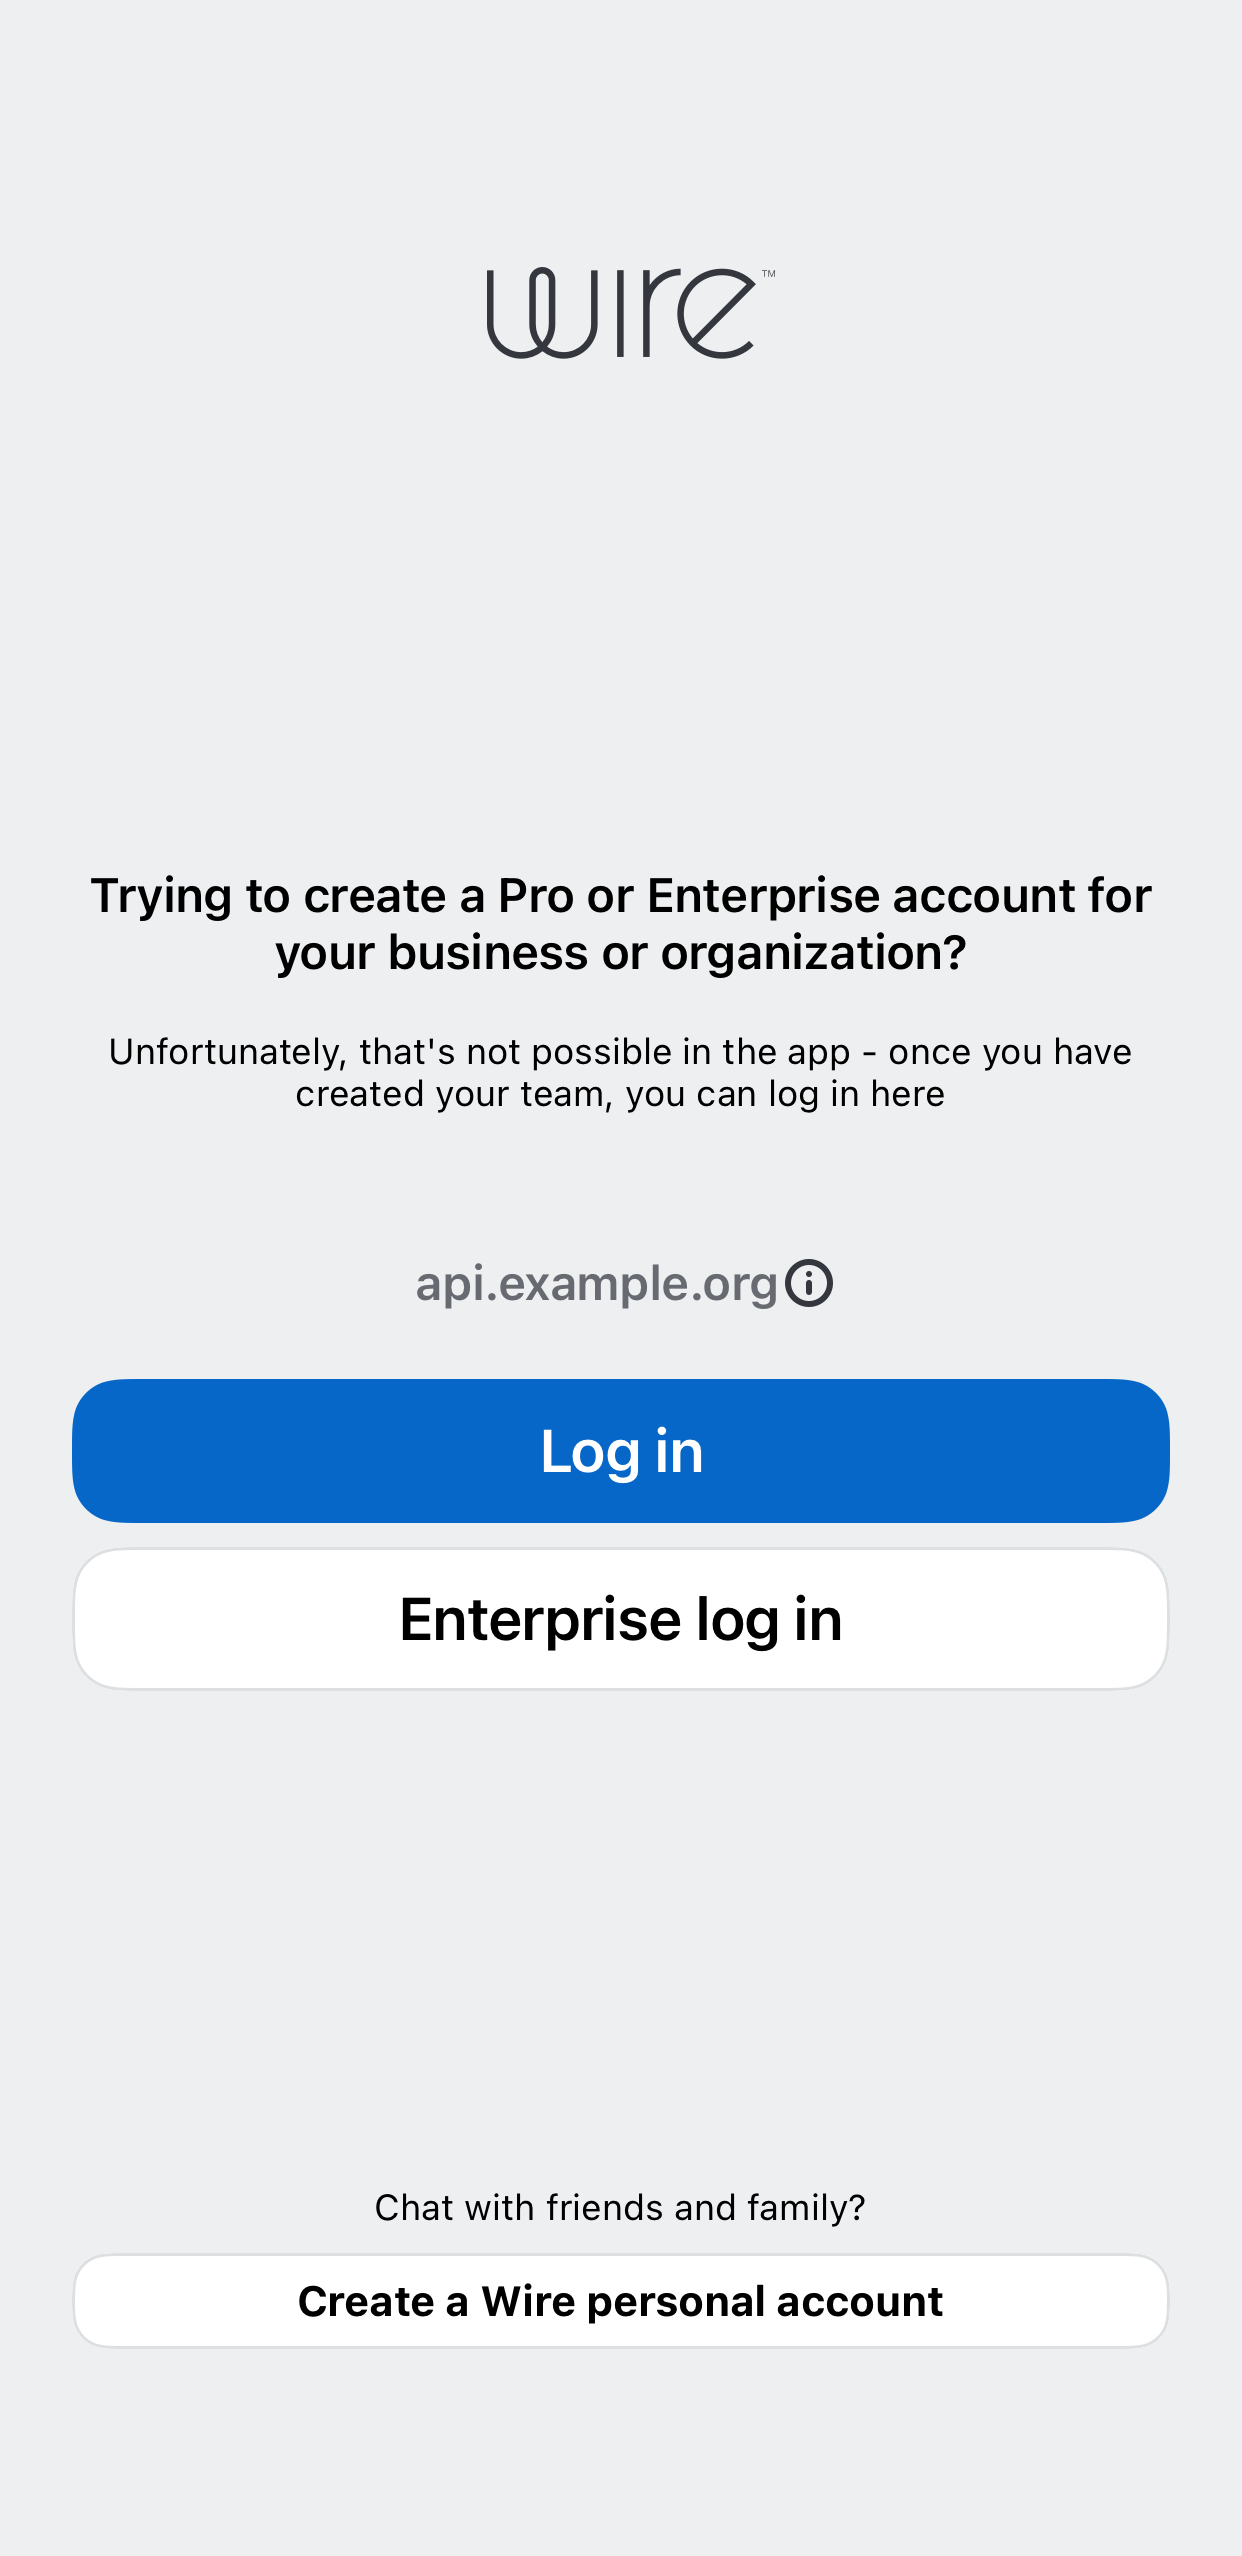 wire™
Trying to create a Pro or Enterprise account for
your business or organization?
Unfortunately, that's not possible in the app - once you have
created your team, you can log in here
api.example.org
Log in
Enterprise log in
Chat with friends and family?
Create a Wire personal account